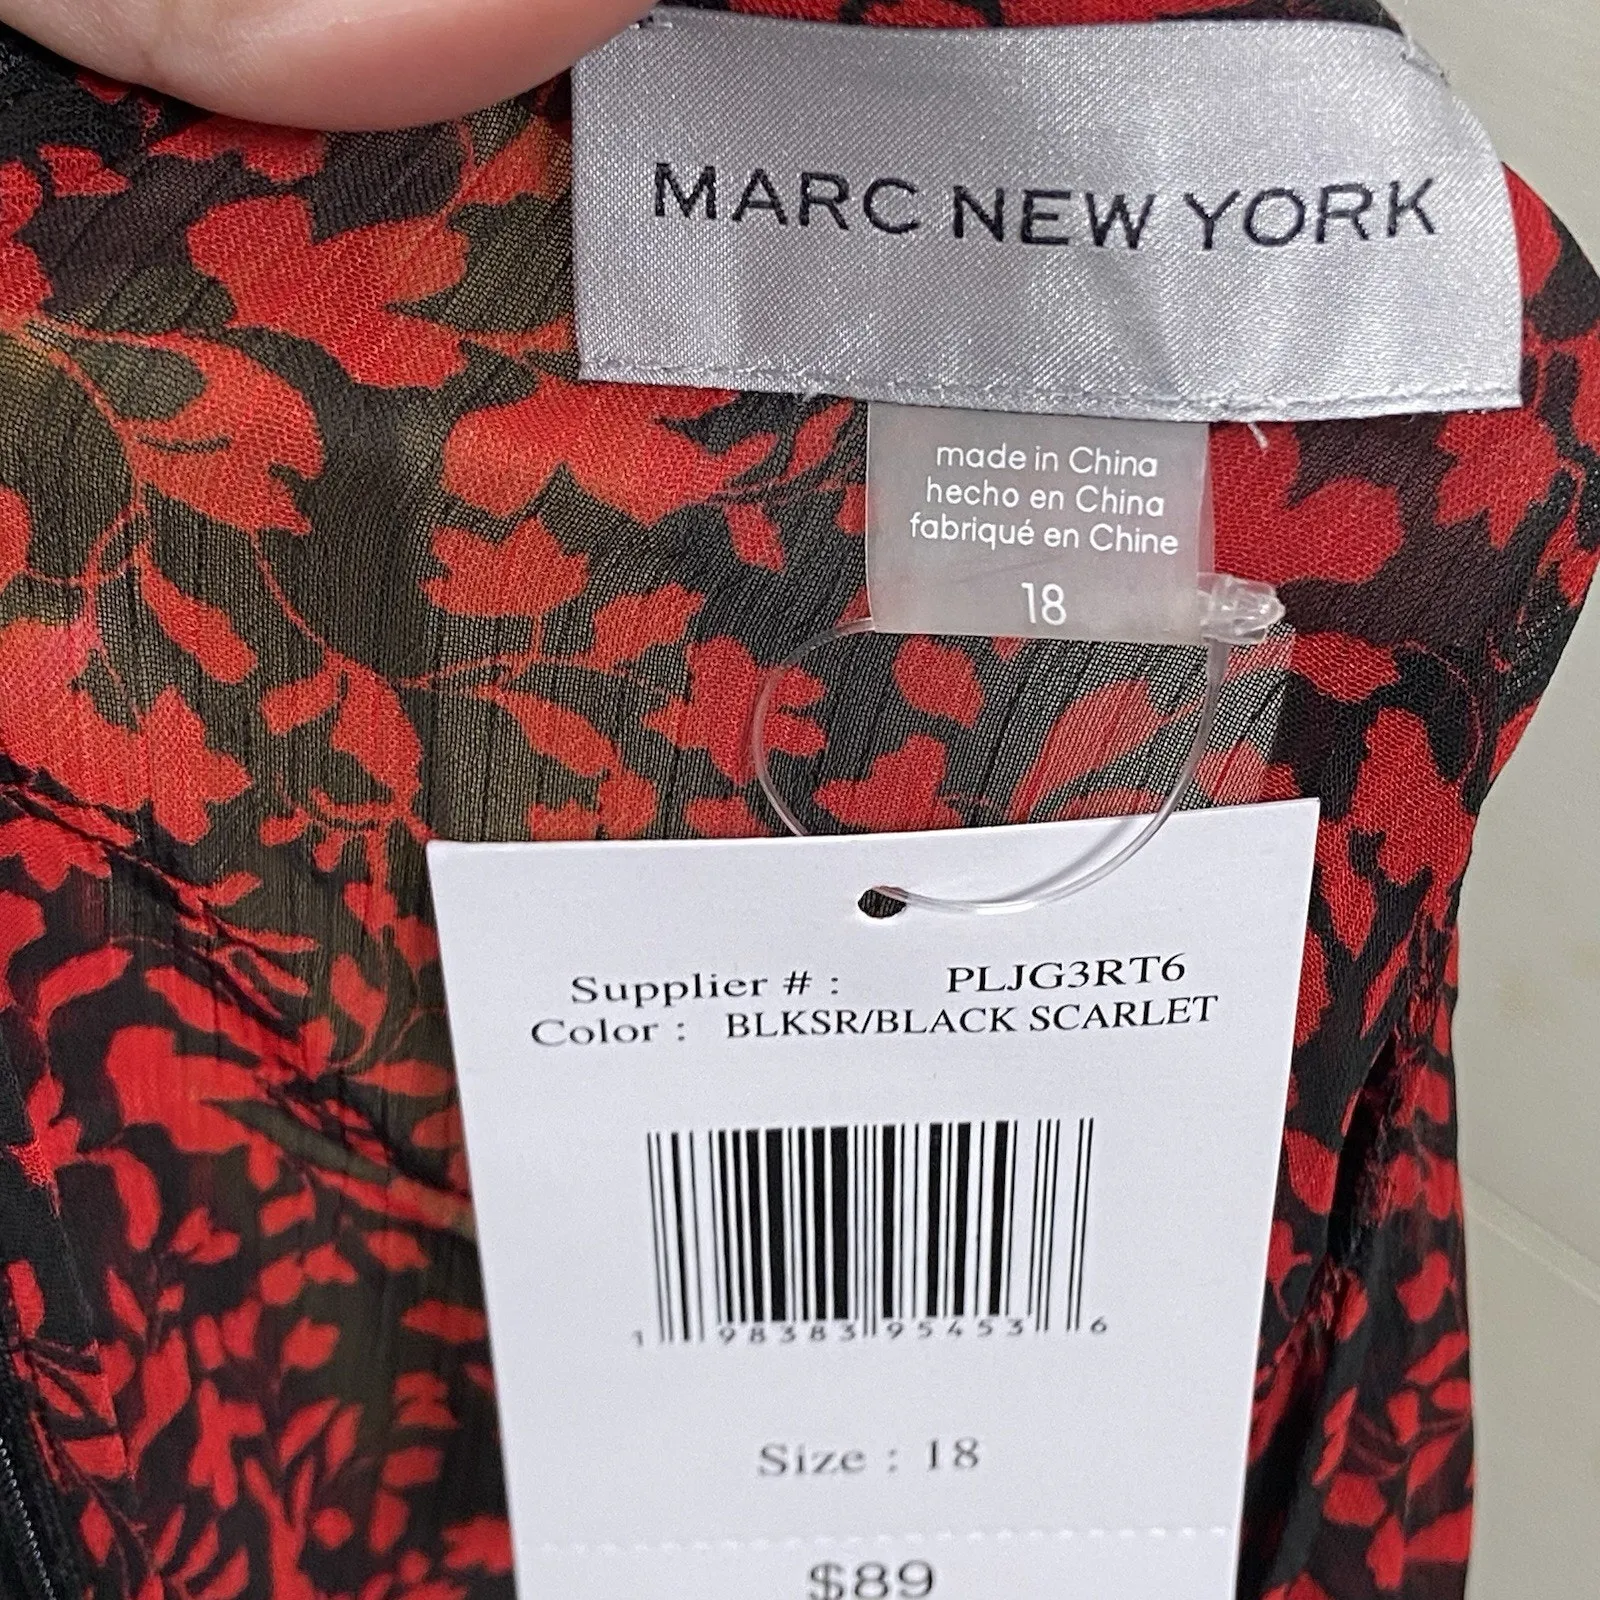 MARC NEW YORK
made in China
hecho en China
fabriqué en Chine
18
Supplier # : PLJG3RT6
Color : BLKSR/BLACK SCARLET
1 98383 95453 6
Size : 18
$89